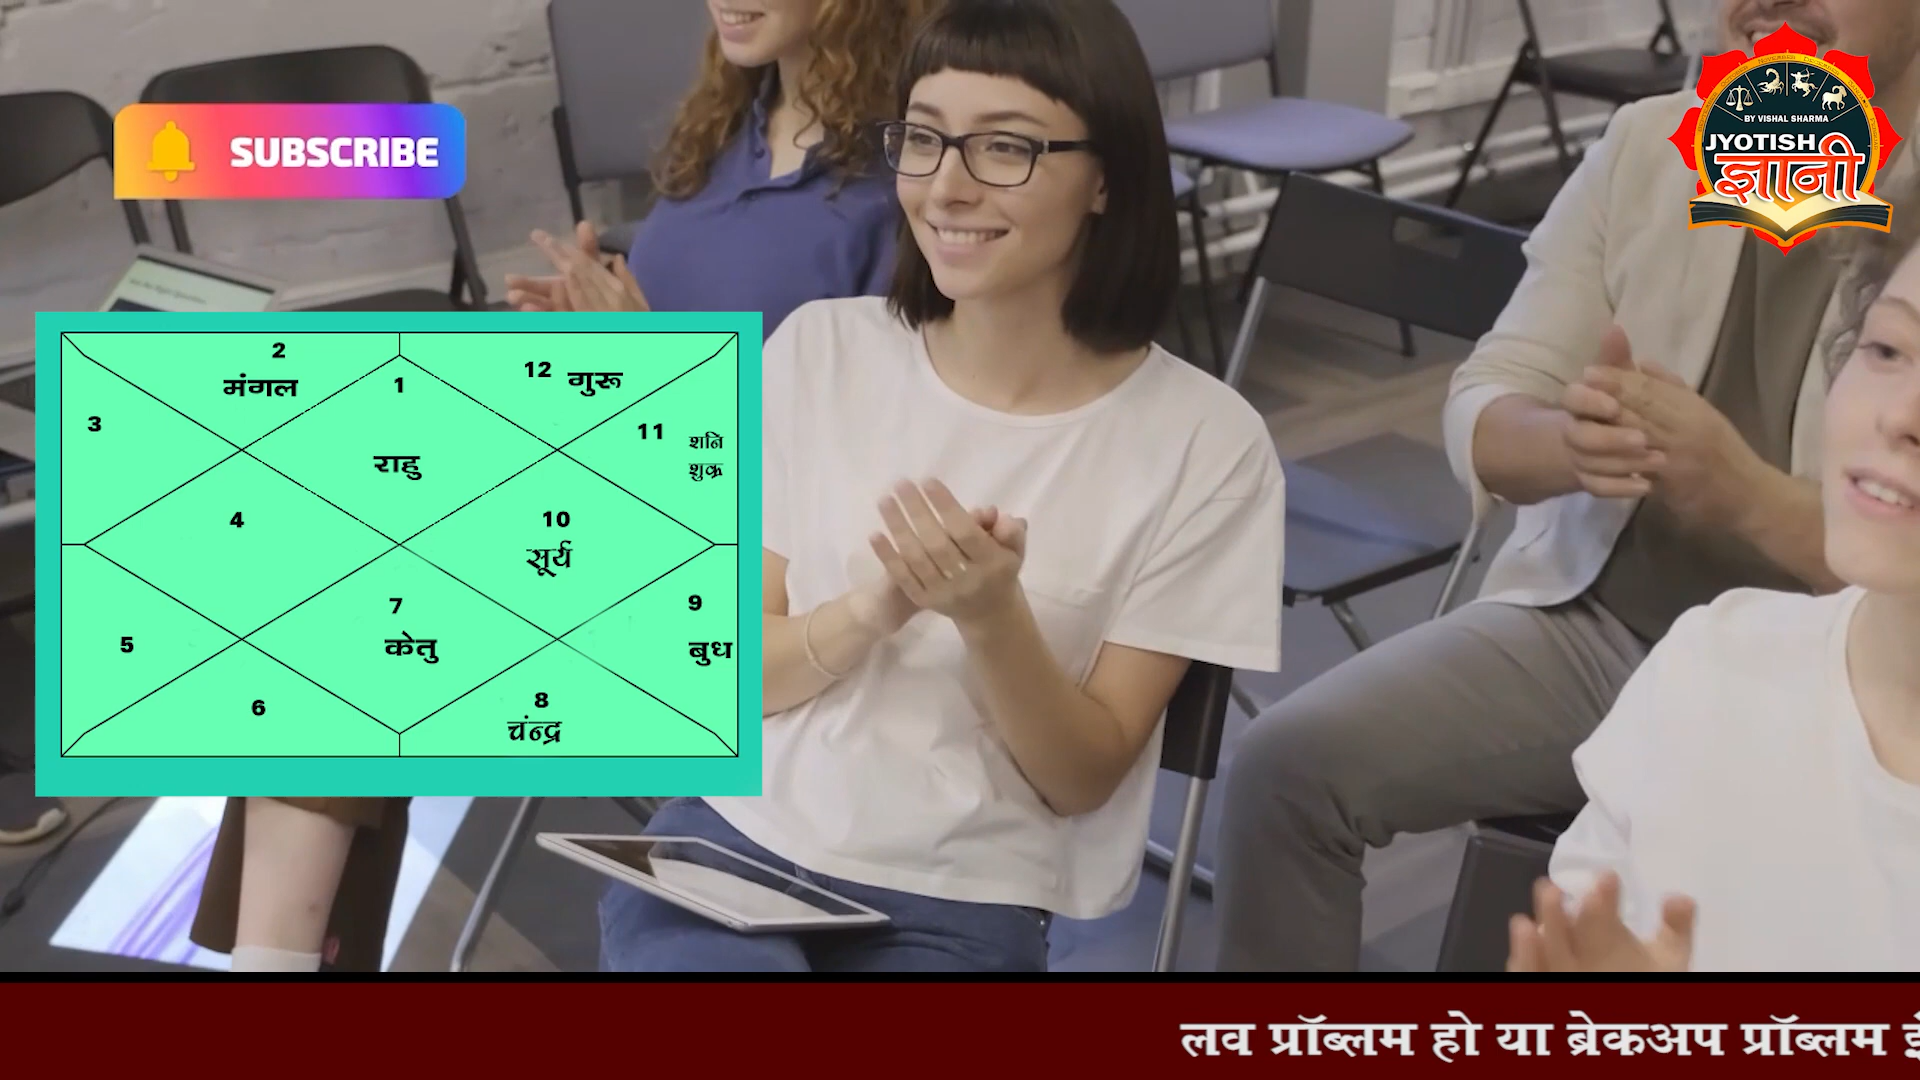 SUBSCRIBE
BY VISHAL SHARMA
JYOTISH
ज्ञानी
2
मंगल
1
12 गुरू
3
11 शनि
शुक्र
राहु
4
10
सूर्य
7
केतु
9
बुध
5
6
8
चंन्द्र
लव प्रॉब्लम हो या ब्रेकअप प्रॉब्लम